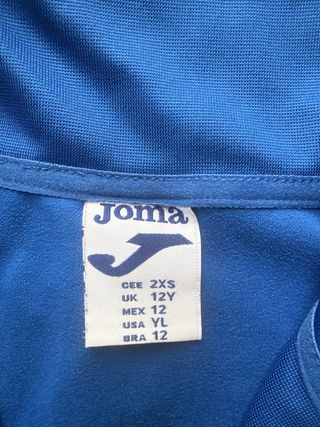 Joma
CEE 2XS
UK 12Y
MEX 12
USA YL
BRA 12